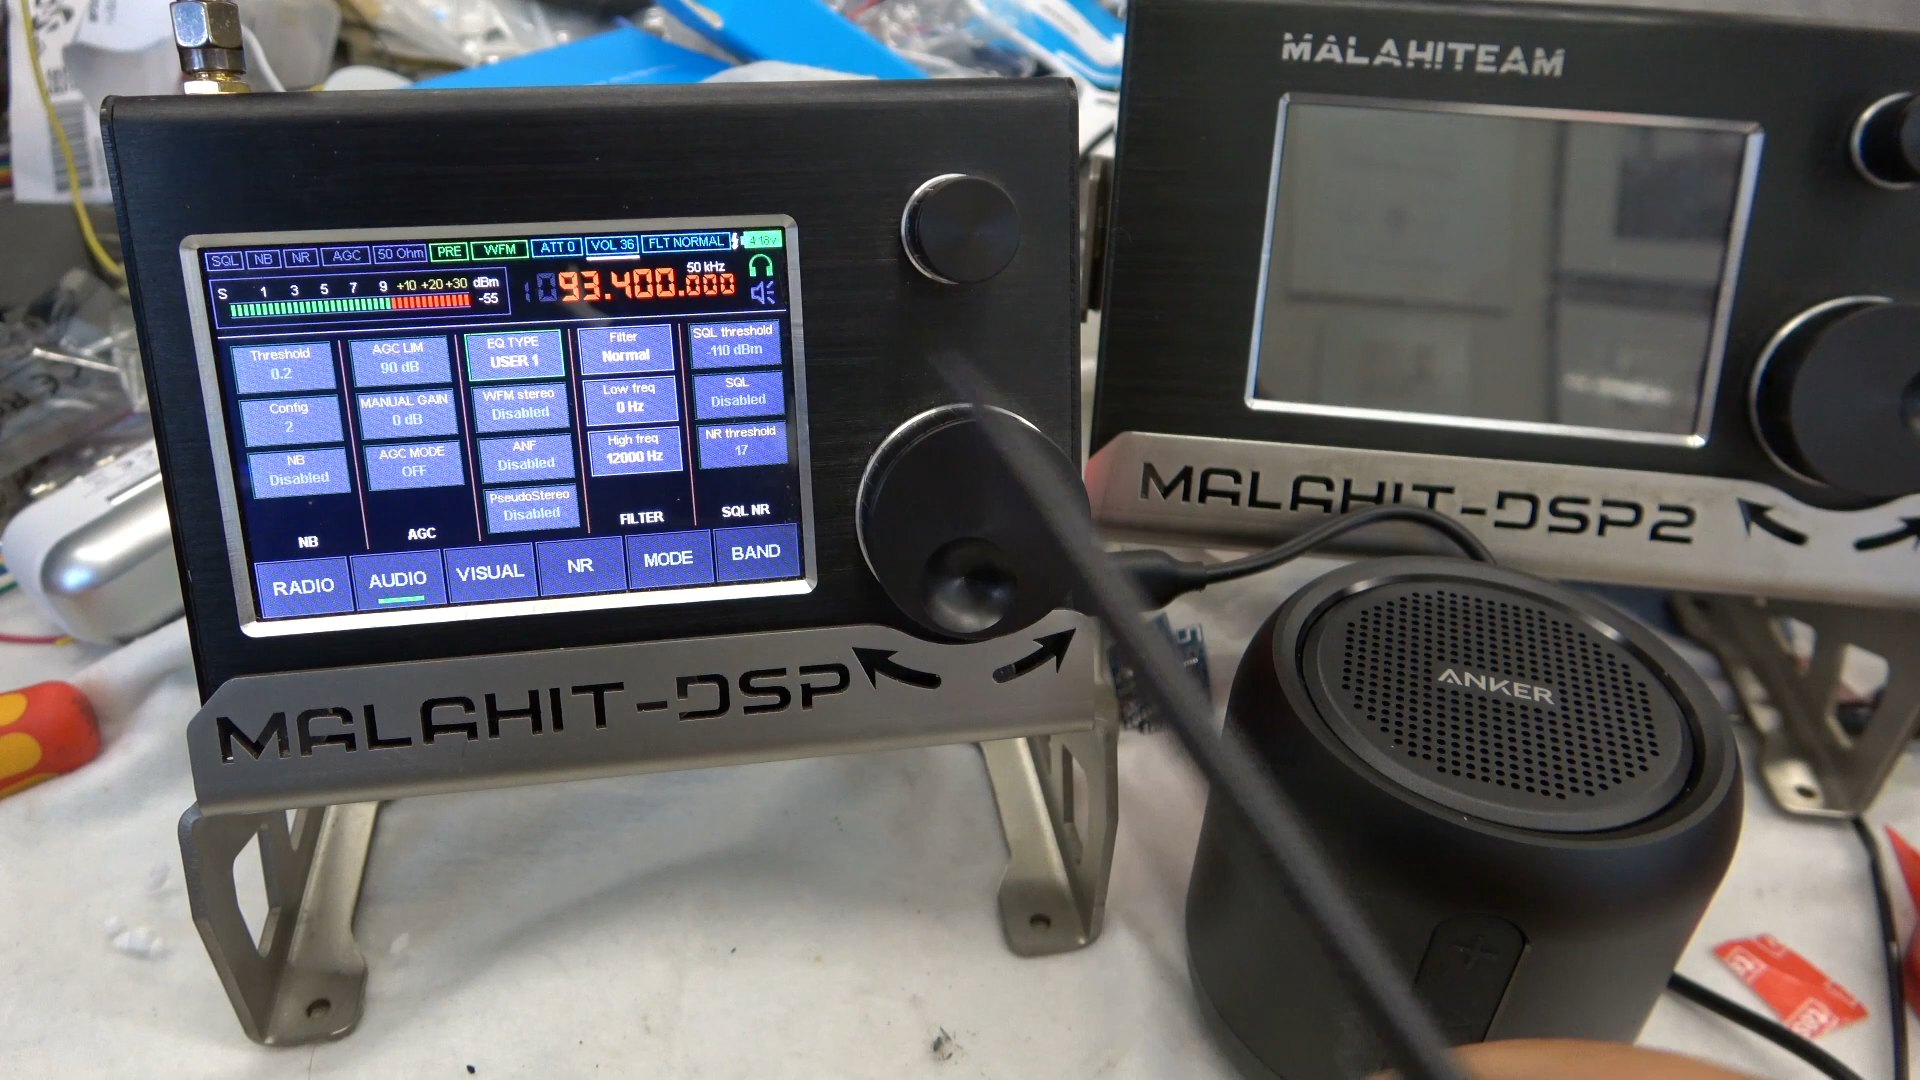 MALAHITEAM
SQL NB NR AGC 50 Ohm PRE WFM ATT 0 VOL 36 FLT NORMAL 4.18v
S 1 3 5 7 9 +10 +20 +30 dBm
-55
50 kHz
93.400.000
Threshold
0.2
Config
2
NB
Disabled
NB
AGC LIM
90 dB
MANUAL GAIN
0 dB
AGC MODE
OFF
AGC
EQ TYPE
USER 1
WFM stereo
Disabled
ANF
Disabled
PseudoStereo
Disabled
Filter
Normal
Low freq
0 Hz
High freq
12000 Hz
FILTER
SQL threshold
-110 dBm
SQL
Disabled
NR threshold
17
SQL NR
RADIO AUDIO VISUAL NR MODE BAND
MALAHIT-DSP
MALAHIT-DSP2
ANKER